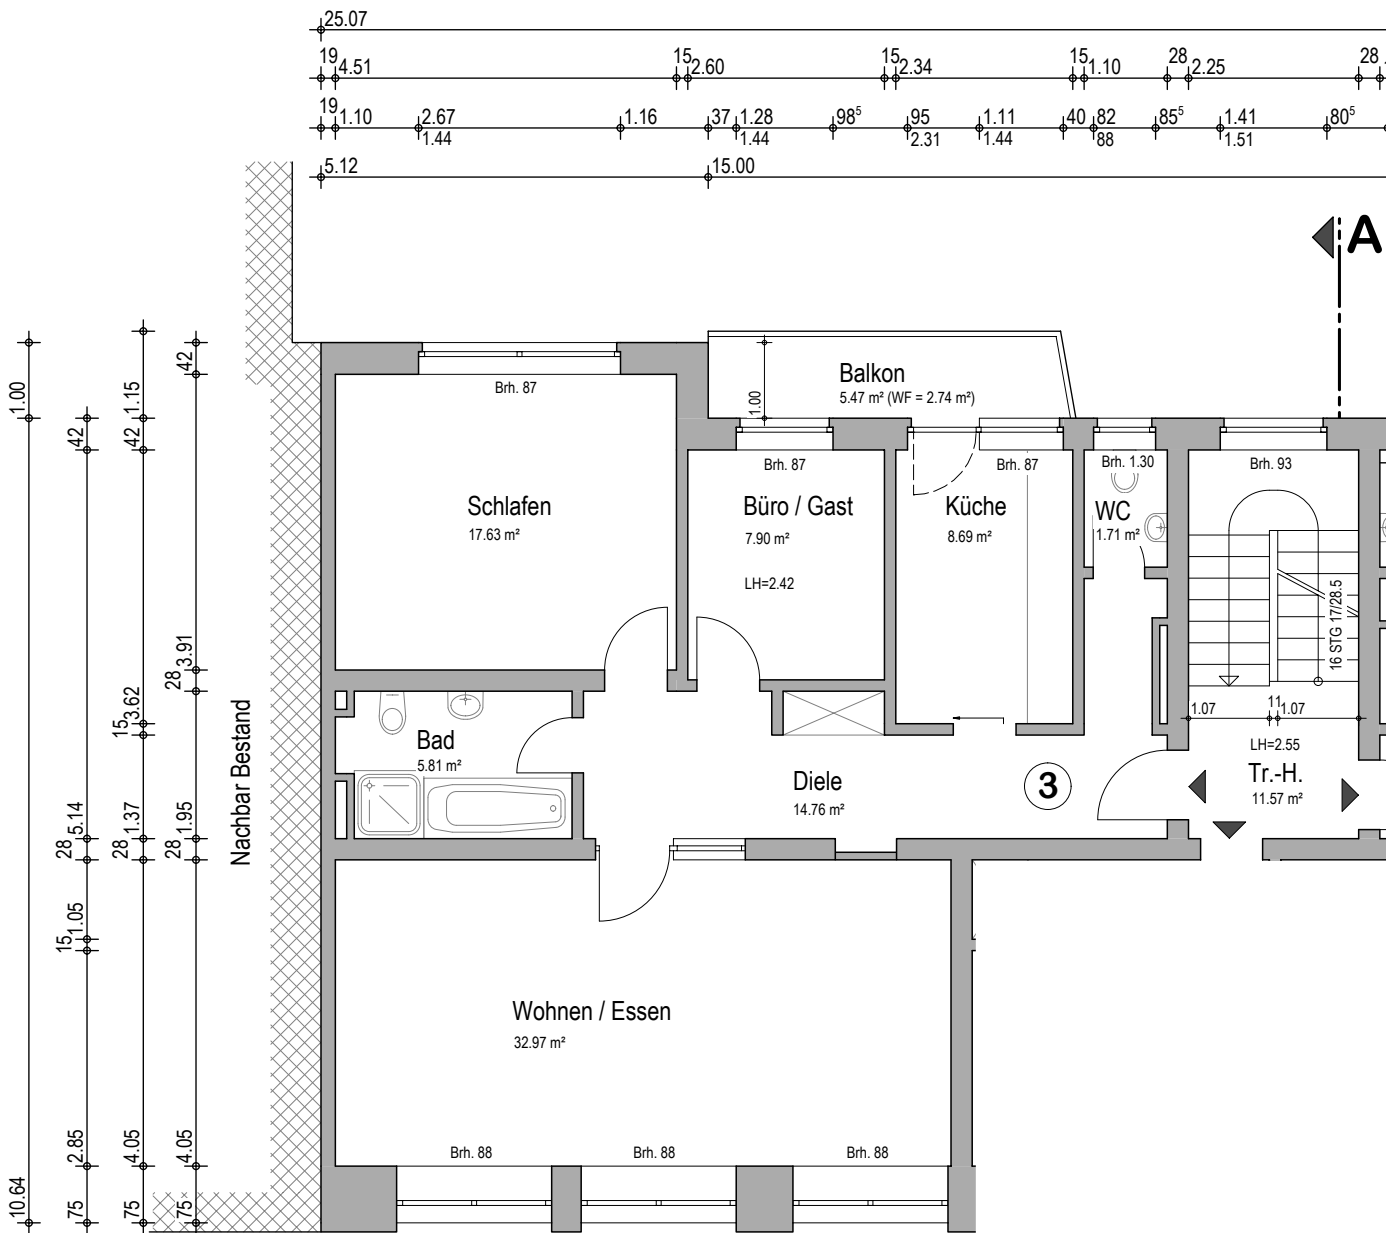 25.07
19 4.51 15 2.60 15 2.34 15 1.10 28 2.25 28
19 1.10 2.67 1.16 37 1.28 98⁵ 95 1.11 40 82 85⁵ 1.41 80⁵
1.44 1.44 2.31 1.44 88 1.51
5.12 15.00
A
1.00
42
1.15
42
42
3.91
28
3.62
15
5.14
28
1.37
28
1.95
28
1.05
15
2.85
4.05
4.05
10.64
75
75
75
Nachbar Bestand
Brh. 87
Schlafen
17.63 m²
Balkon
5.47 m² (WF = 2.74 m²)
1.00
Brh. 87
Büro / Gast
7.90 m²
LH=2.42
Brh. 87
Küche
8.69 m²
Brh. 1.30
WC
1.71 m²
Brh. 93
16 STG 17/28.5
1.07 11 1.07
LH=2.55
Tr.-H.
11.57 m²
Bad
5.81 m²
Diele
14.76 m²
3
Wohnen / Essen
32.97 m²
Brh. 88
Brh. 88
Brh. 88